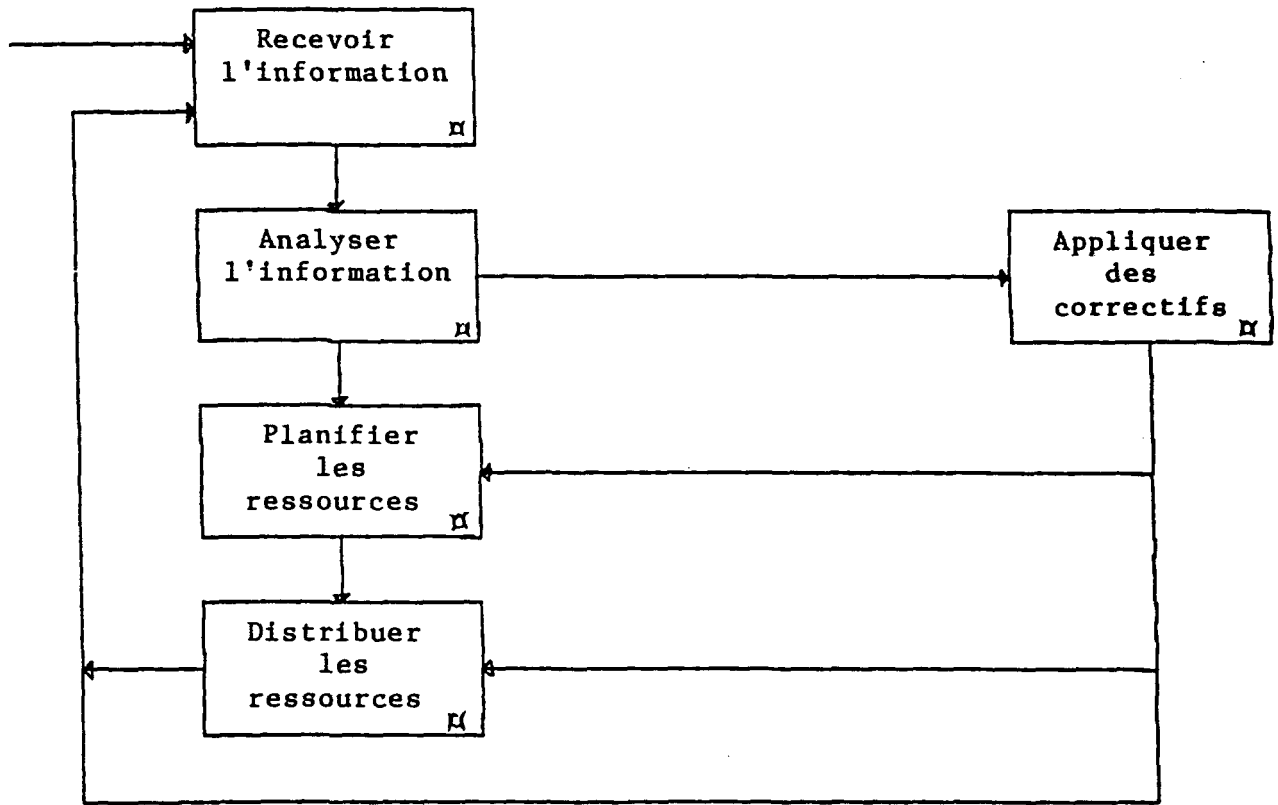 Recevoir
l'information
¤
Analyser
l'information
¤
Appliquer
des
correctifs
¤
Planifier
les
ressources
¤
Distribuer
les
ressources
¤